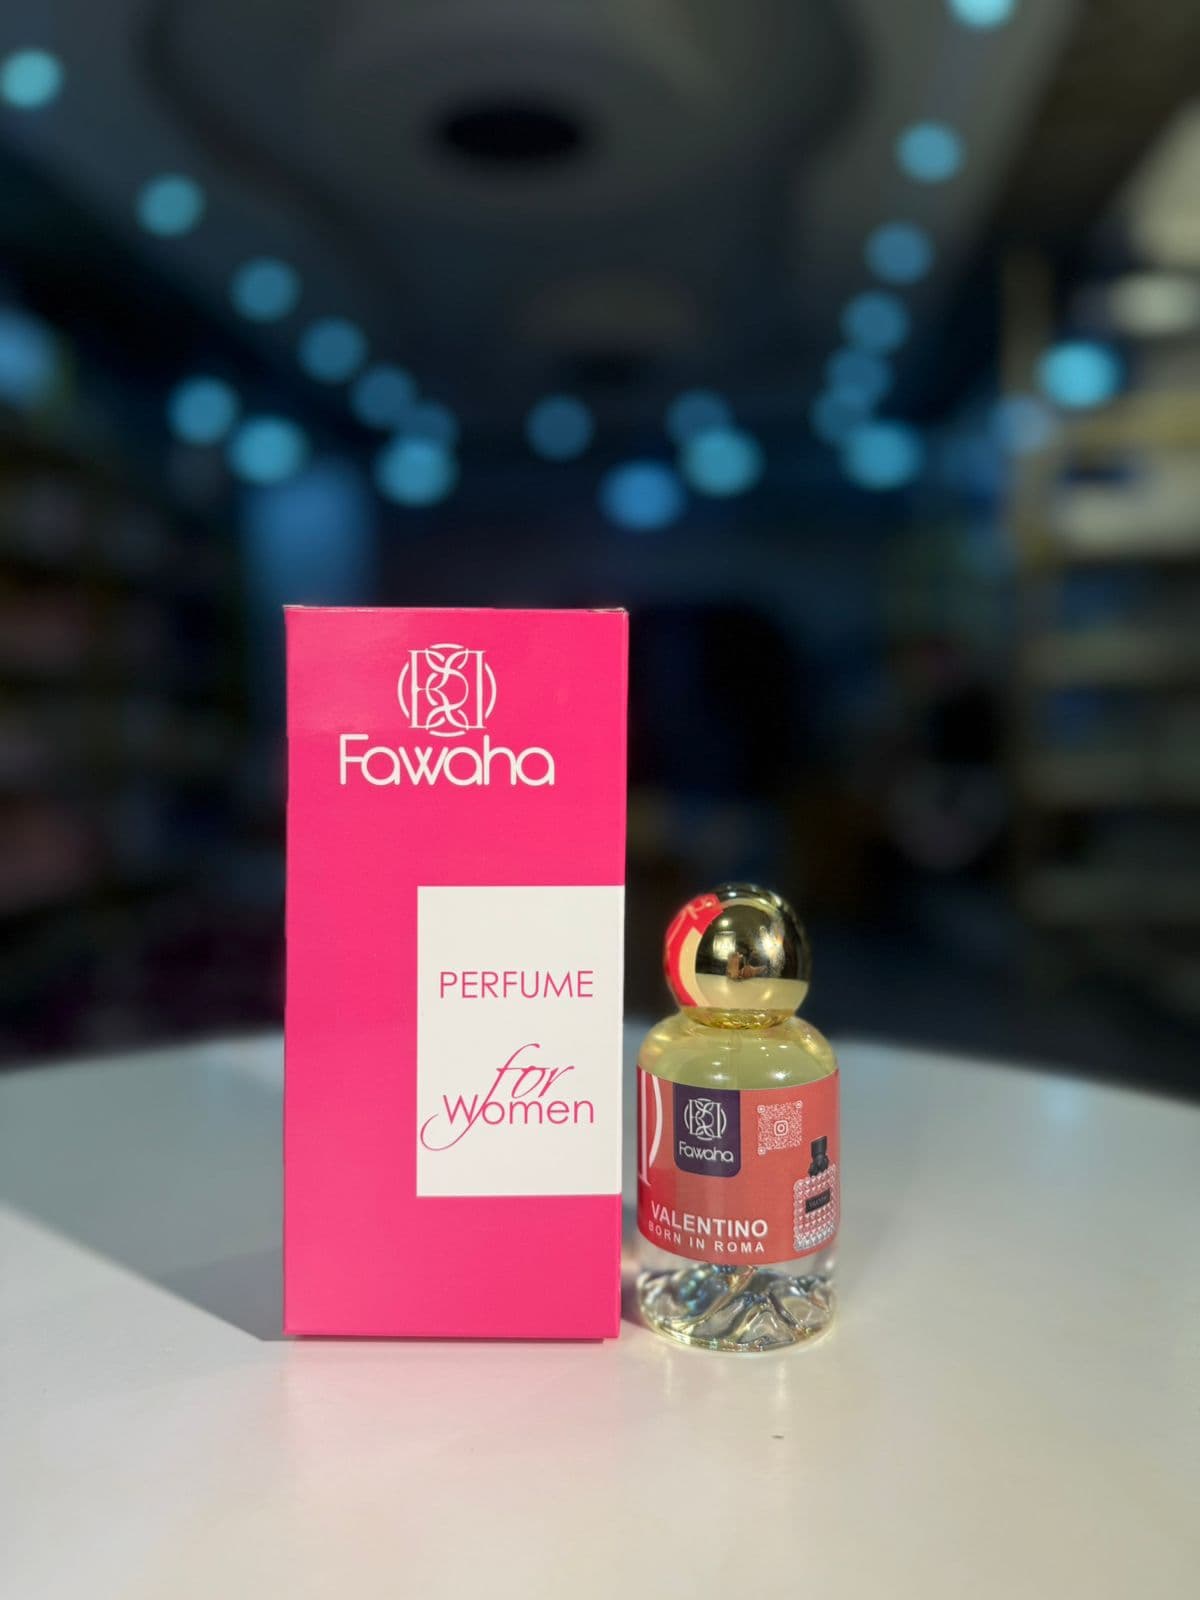 Fawaha
PERFUME
for
Women
Fawaha
VALENTINO
BORN IN ROMA